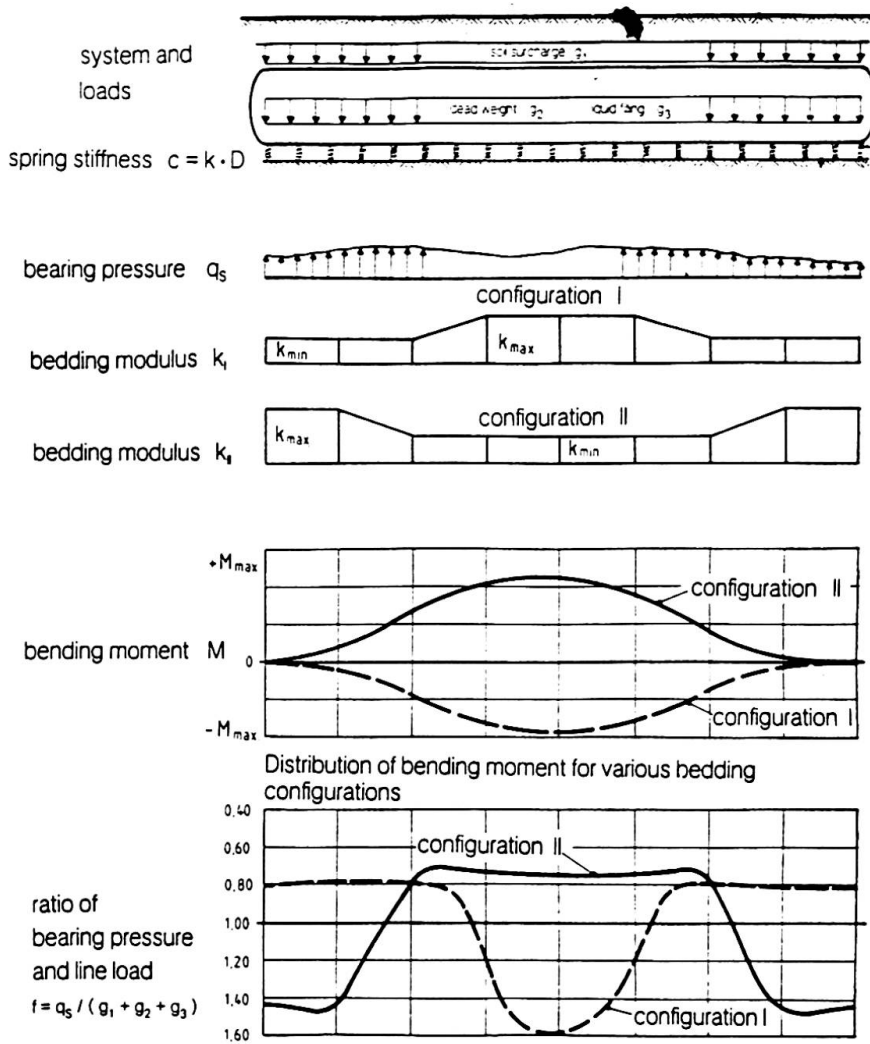 system and
loads
soil surcharge g₁
dead weight g₂ liquid filling g₃
spring stiffness c = k · D
bearing pressure qₛ
configuration I
bedding modulus kᵢ
kmin
kmax
configuration II
bedding modulus kᵢᵢ
kmax
kmin
+Mmax
configuration II
bending moment M
0
configuration I
-Mmax
Distribution of bending moment for various bedding
configurations
0,40
configuration II
0,60
0,80
ratio of
bearing pressure
and line load
f = qₛ / ( g₁ + g₂ + g₃ )
1,00
1,20
1,40
configuration I
1,60